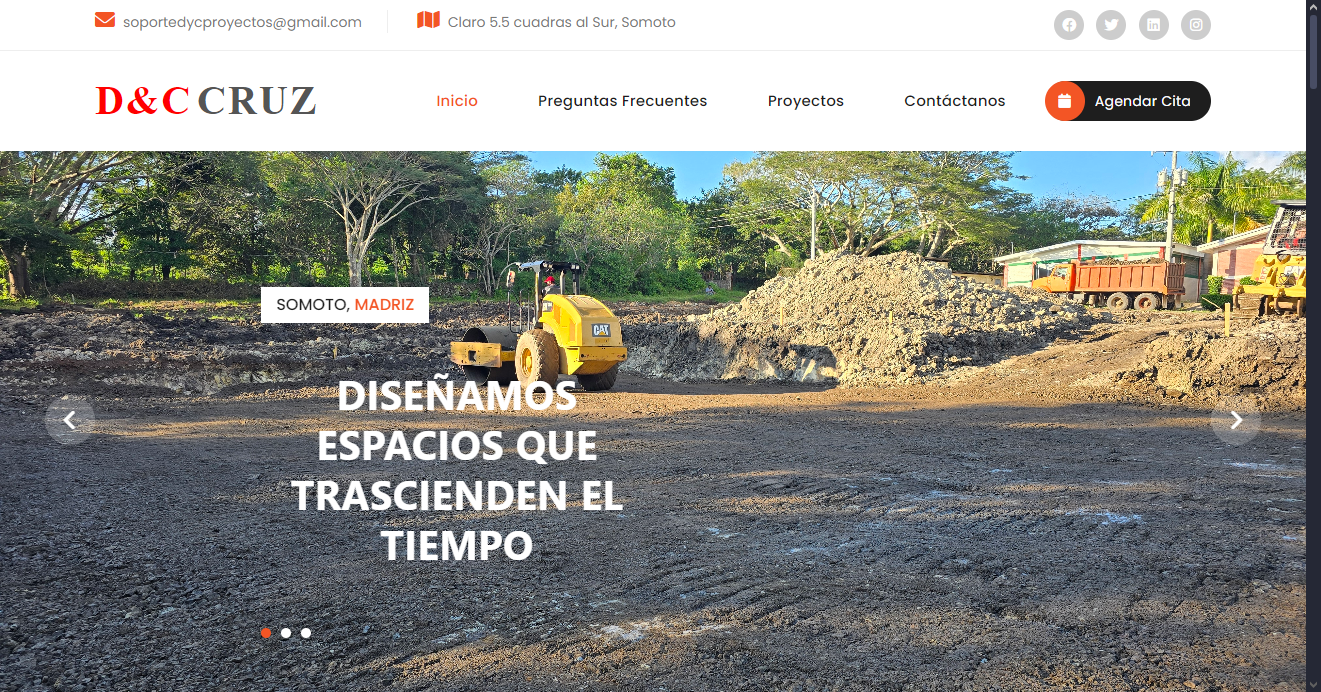 soportedycproyectos@gmail.com
Claro 5.5 cuadras al Sur, Somoto
D&C CRUZ
Inicio
Preguntas Frecuentes
Proyectos
Contáctanos
Agendar Cita
SOMOTO, MADRIZ
CAT
DISEÑAMOS
ESPACIOS QUE
TRASCIENDEN EL
TIEMPO